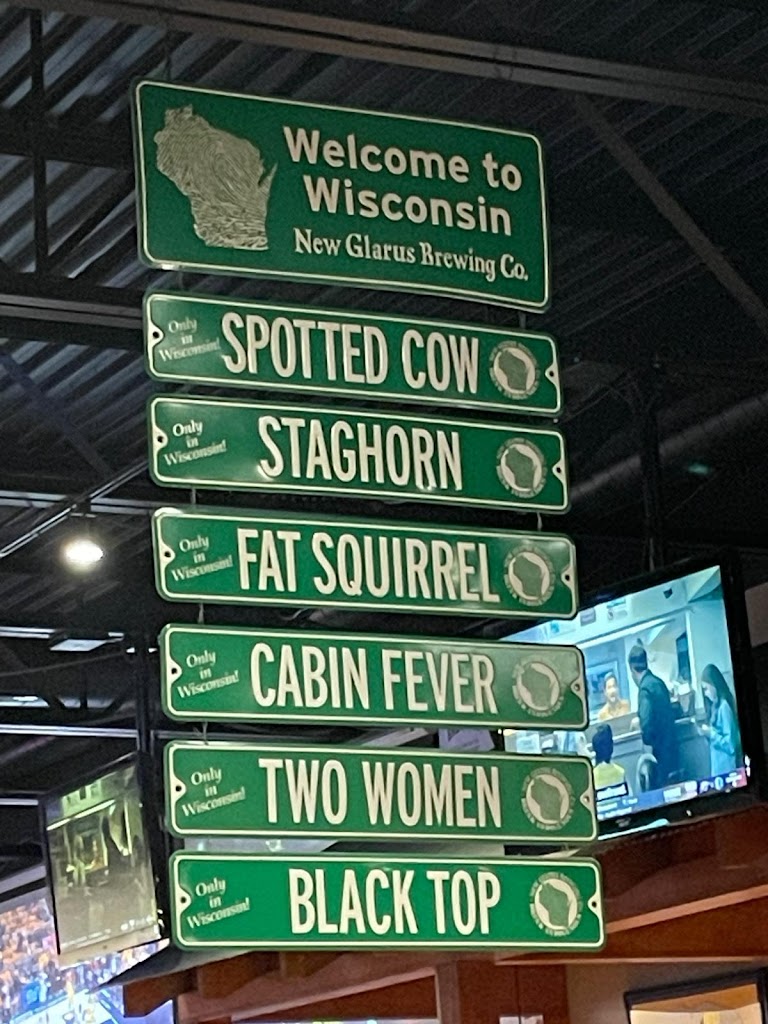 Welcome to
Wisconsin
New Glarus Brewing Co.
Only
in
Wisconsin!
SPOTTED COW
Only
in
Wisconsin!
STAGHORN
Only
in
Wisconsin!
FAT SQUIRREL
Only
in
Wisconsin!
CABIN FEVER
Only
in
Wisconsin!
TWO WOMEN
Only
in
Wisconsin!
BLACK TOP